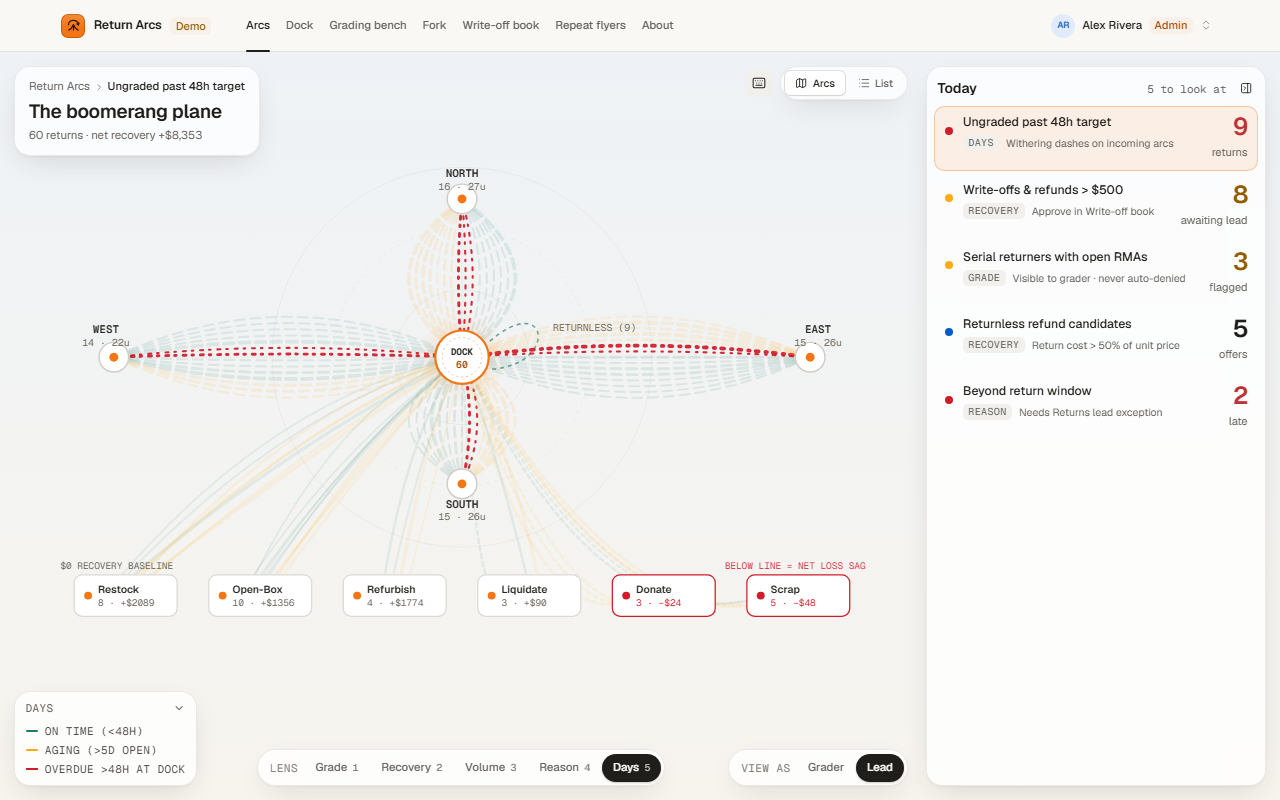 Return Arcs Demo Arcs Dock Grading bench Fork Write-off book Repeat flyers About AR Alex Rivera Admin
Return Arcs › Ungraded past 48h target
The boomerang plane
60 returns · net recovery +$8,353
Arcs List
NORTH
16 · 27u
WEST
14 · 22u
DOCK
60
RETURNLESS (9)
EAST
15 · 26u
SOUTH
15 · 26u
$0 RECOVERY BASELINE
BELOW LINE = NET LOSS SAG
Restock
8 · +$2089
Open-Box
10 · +$1356
Refurbish
4 · +$1774
Liquidate
3 · +$90
Donate
3 · −$24
Scrap
5 · −$48
DAYS
ON TIME (<48H)
AGING (>5D OPEN)
OVERDUE >48H AT DOCK
LENS Grade 1 Recovery 2 Volume 3 Reason 4 Days 5
VIEW AS Grader Lead
Today 5 to look at
Ungraded past 48h target 9
DAYS Withering dashes on incoming arcs returns
Write-offs & refunds > $500 8
RECOVERY Approve in Write-off book awaiting lead
Serial returners with open RMAs 3
GRADE Visible to grader · never auto-denied flagged
Returnless refund candidates 5
RECOVERY Return cost > 50% of unit price offers
Beyond return window 2
REASON Needs Returns lead exception late